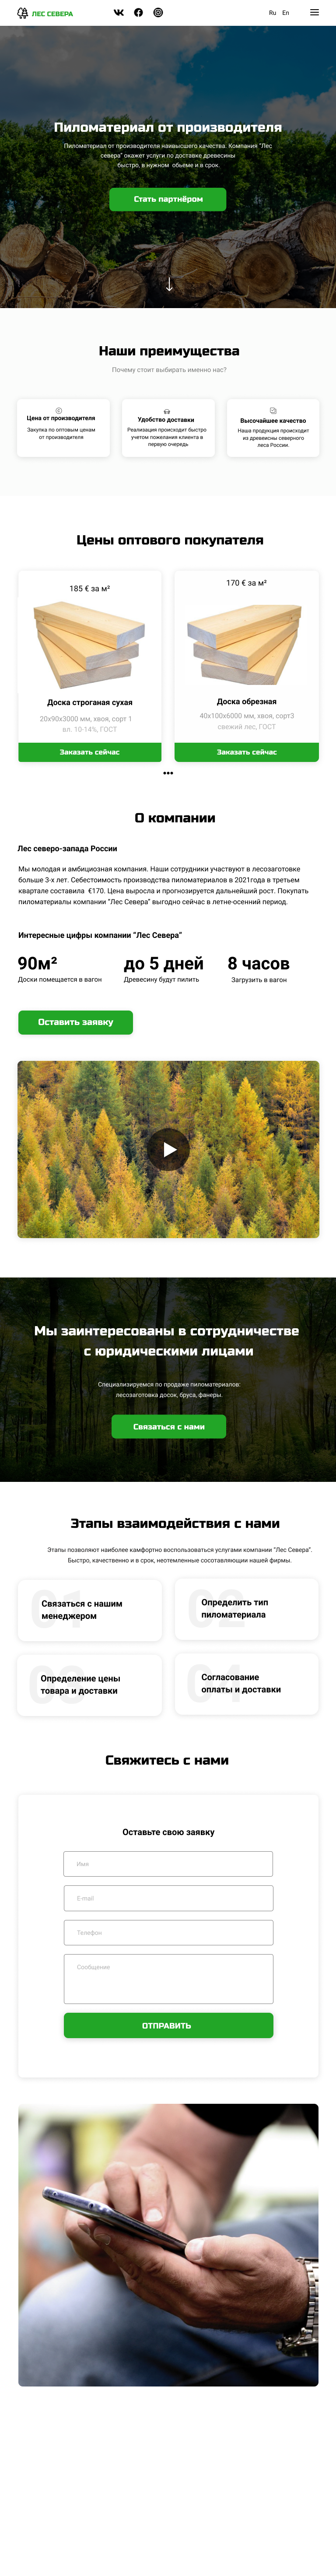 ЛЕС СЕВЕРА
Ru En
Пиломатериал от производителя
Пиломатериал от производителя наивысшего качества. Компания “Лес
севера” окажет услуги по доставке древесины
быстро, в нужном объеме и в срок.
Стать партнёром
Наши преимущества
Почему стоит выбирать именно нас?
Цена от производителя
Закупка по оптовым ценам
от производителя
Удобство доставки
Реализация происходит быстро
учетом пожелания клиента в
первую очередь
Высочайшее качество
Наша продукция происходит
из древесины северного
леса России.
Цены оптового покупателя
185 € за м²
Доска строганая сухая
20х90х3000 мм, хвоя, сорт 1
вл. 10-14%, ГОСТ
Заказать сейчас
170 € за м²
Доска обрезная
40х100х6000 мм, хвоя, сорт3
свежий лес, ГОСТ
Заказать сейчас
О компании
Лес северо-запада России
Мы молодая и амбициозная компания. Наши сотрудники участвуют в лесозаготовке
больше 3-х лет. Себестоимость производства пиломатериалов в 2021года в третьем
квартале составила €170. Цена выросла и прогнозируется дальнейший рост. Покупать
пиломатериалы компании “Лес Севера” выгодно сейчас в летне-осенний период.
Интересные цифры компании “Лес Севера”
90м² до 5 дней 8 часов
Доски помещается в вагон Древесину будут пилить Загрузить в вагон
Оставить заявку
Мы заинтересованы в сотрудничестве
с юридическими лицами
Специализируемся по продаже пиломатериалов:
лесозаготовка досок, бруса, фанеры.
Связаться с нами
Этапы взаимодействия с нами
Этапы позволяют наиболее камфортно воспользоваться услугами компании “Лес Севера”.
Быстро, качественно и в срок, неотемленные сосотавляющии нашей фирмы.
01
Связаться с нашим
менеджером
02
Определить тип
пиломатериала
03
Определение цены
товара и доставки
04
Согласование
оплаты и доставки
Свяжитесь с нами
Оставьте свою заявку
Имя
E-mail
Телефон
Сообщение
ОТПРАВИТЬ